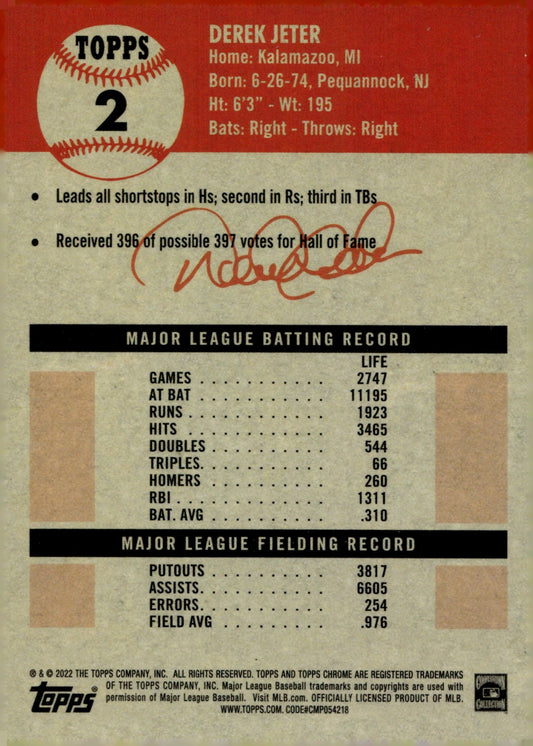 TOPPS
2
DEREK JETER
Home: Kalamazoo, MI
Born: 6-26-74, Pequannock, NJ
Ht: 6'3" - Wt: 195
Bats: Right - Throws: Right
• Leads all shortstops in Hs; second in Rs; third in TBs
• Received 396 of possible 397 votes for Hall of Fame
MAJOR LEAGUE BATTING RECORD
LIFE
GAMES . . . . . . . . . . . 2747
AT BAT . . . . . . . . . . . 11195
RUNS . . . . . . . . . . . . 1923
HITS . . . . . . . . . . . . 3465
DOUBLES . . . . . . . . . . 544
TRIPLES. . . . . . . . . . . 66
HOMERS . . . . . . . . . . 260
RBI . . . . . . . . . . . . . 1311
BAT. AVG . . . . . . . . . . .310
MAJOR LEAGUE FIELDING RECORD
PUTOUTS . . . . . . . . . . 3817
ASSISTS. . . . . . . . . . . 6605
ERRORS. . . . . . . . . . . 254
FIELD AVG . . . . . . . . . .976
® & © 2022 THE TOPPS COMPANY, INC. ALL RIGHTS RESERVED. TOPPS AND TOPPS CHROME ARE REGISTERED TRADEMARKS
OF THE TOPPS COMPANY, INC. Major League Baseball trademarks and copyrights are used with
permission of Major League Baseball. Visit MLB.com. OFFICIALLY LICENSED PRODUCT OF MLB.
WWW.TOPPS.COM. CODE#CMP054218
topps
COOPERSTOWN
COLLECTION